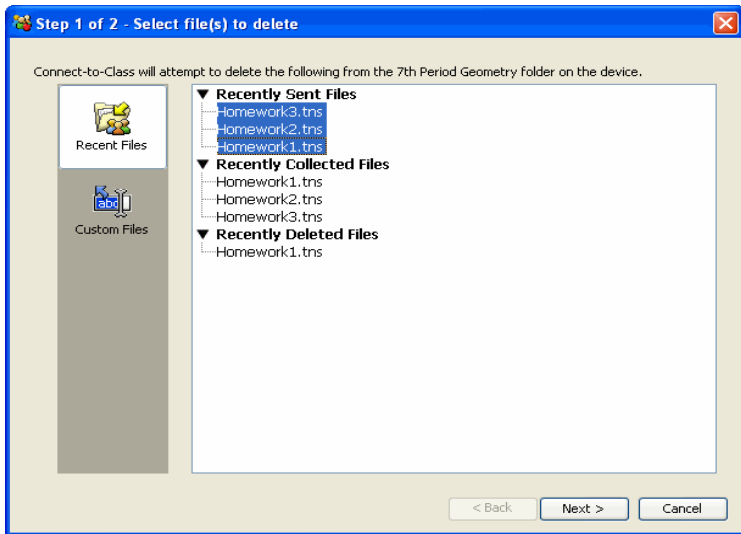 Step 1 of 2 - Select file(s) to delete
Connect-to-Class will attempt to delete the following from the 7th Period Geometry folder on the device.
Recent Files
abc
Custom Files
Recently Sent Files
Homework3.tns
Homework2.tns
Homework1.tns
Recently Collected Files
Homework1.tns
Homework2.tns
Homework3.tns
Recently Deleted Files
Homework1.tns
< Back
Next >
Cancel